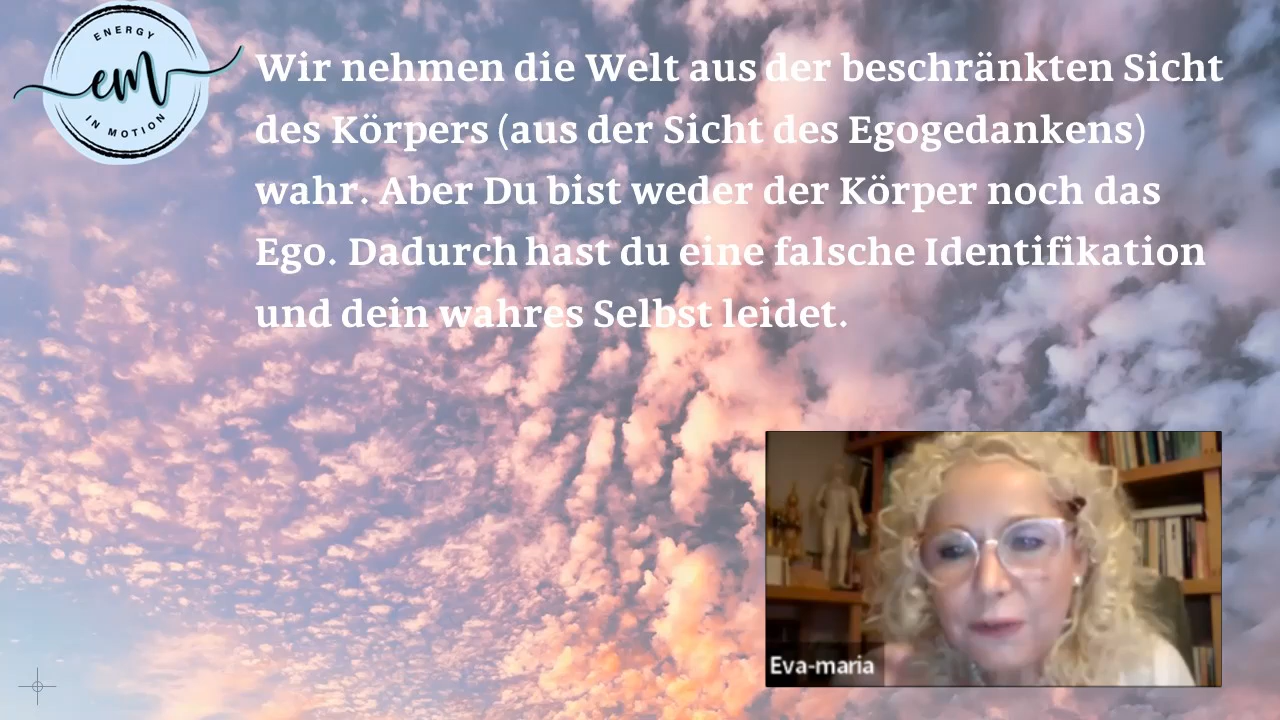 ENERGY
em
IN MOTION
Wir nehmen die Welt aus der beschränkten Sicht
des Körpers (aus der Sicht des Egogedankens)
wahr. Aber Du bist weder der Körper noch das
Ego. Dadurch hast du eine falsche Identifikation
und dein wahres Selbst leidet.
Eva-maria